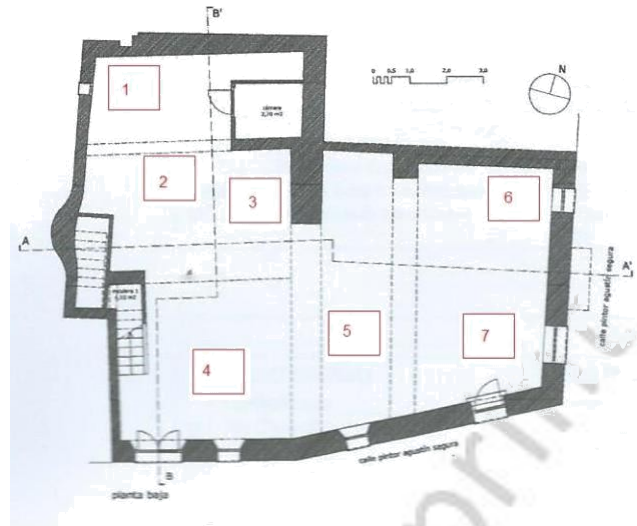 B'
0 0,5 1,0 2,0 3,0
N
1
cámara
2,70 m2
2
3
6
A
A'
calle pintor agustín segura
5
7
4
calle pintor agustín segura
B
planta baja